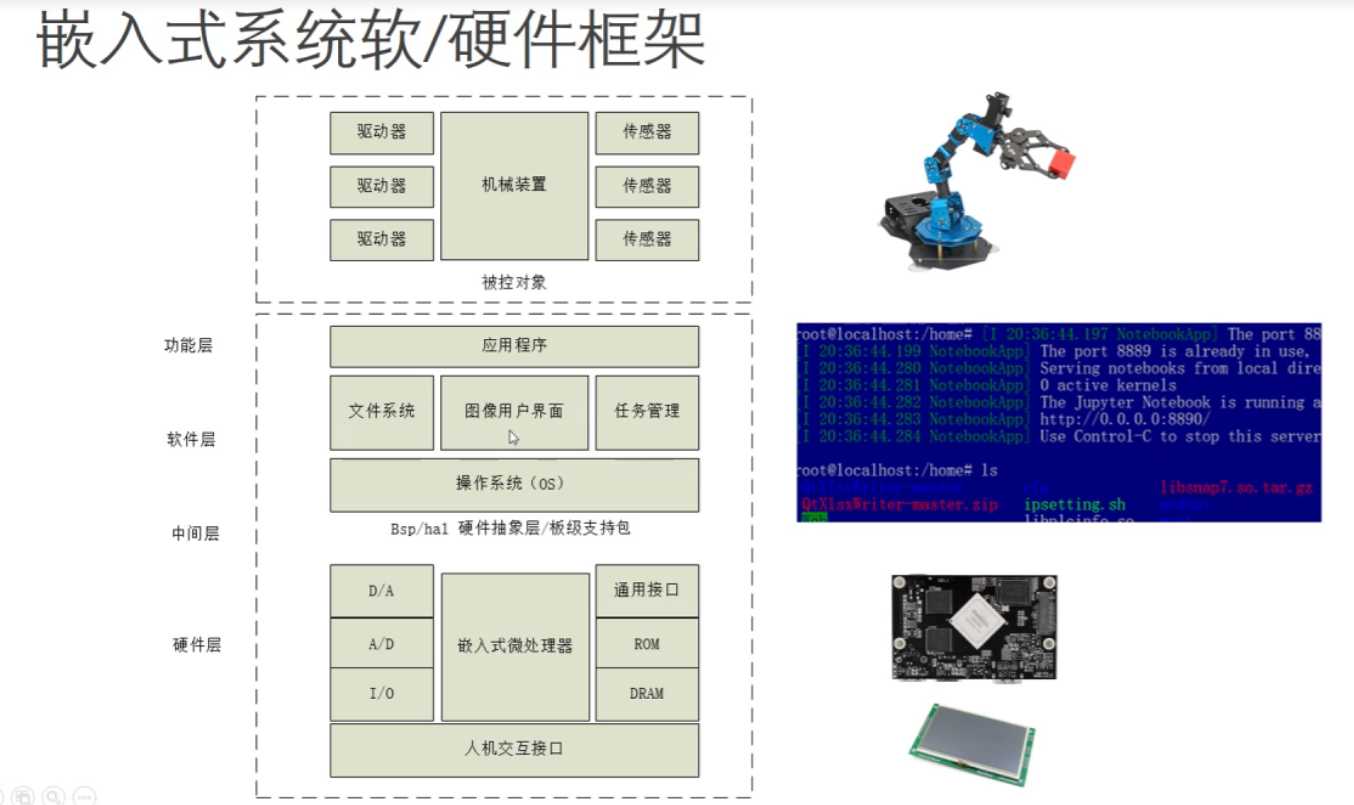 嵌入式系统软/硬件框架
驱动器
机械装置
传感器
驱动器
传感器
驱动器
传感器
被控对象
功能层
应用程序
软件层
文件系统
图像用户界面
任务管理
操作系统（OS）
中间层
Bsp/hal 硬件抽象层/板级支持包
硬件层
D/A
A/D
I/O
嵌入式微处理器
通用接口
ROM
DRAM
人机交互接口
root@localhost:/home# [I 20:36:44.197 NotebookApp] The port 88
[I 20:36:44.199 NotebookApp] The port 8889 is already in use,
[I 20:36:44.280 NotebookApp] Serving notebooks from local dire
[I 20:36:44.281 NotebookApp] 0 active kernels
[I 20:36:44.282 NotebookApp] The Jupyter Notebook is running a
[I 20:36:44.283 NotebookApp] http://0.0.0.0:8890/
[I 20:36:44.284 NotebookApp] Use Control-C to stop this server
root@localhost:/home# ls
QtXlsxWriter-master libsnap7.so.tar.gz
QtXlsxWriter-master.zip ipsetting.sh
libplcinfo.so